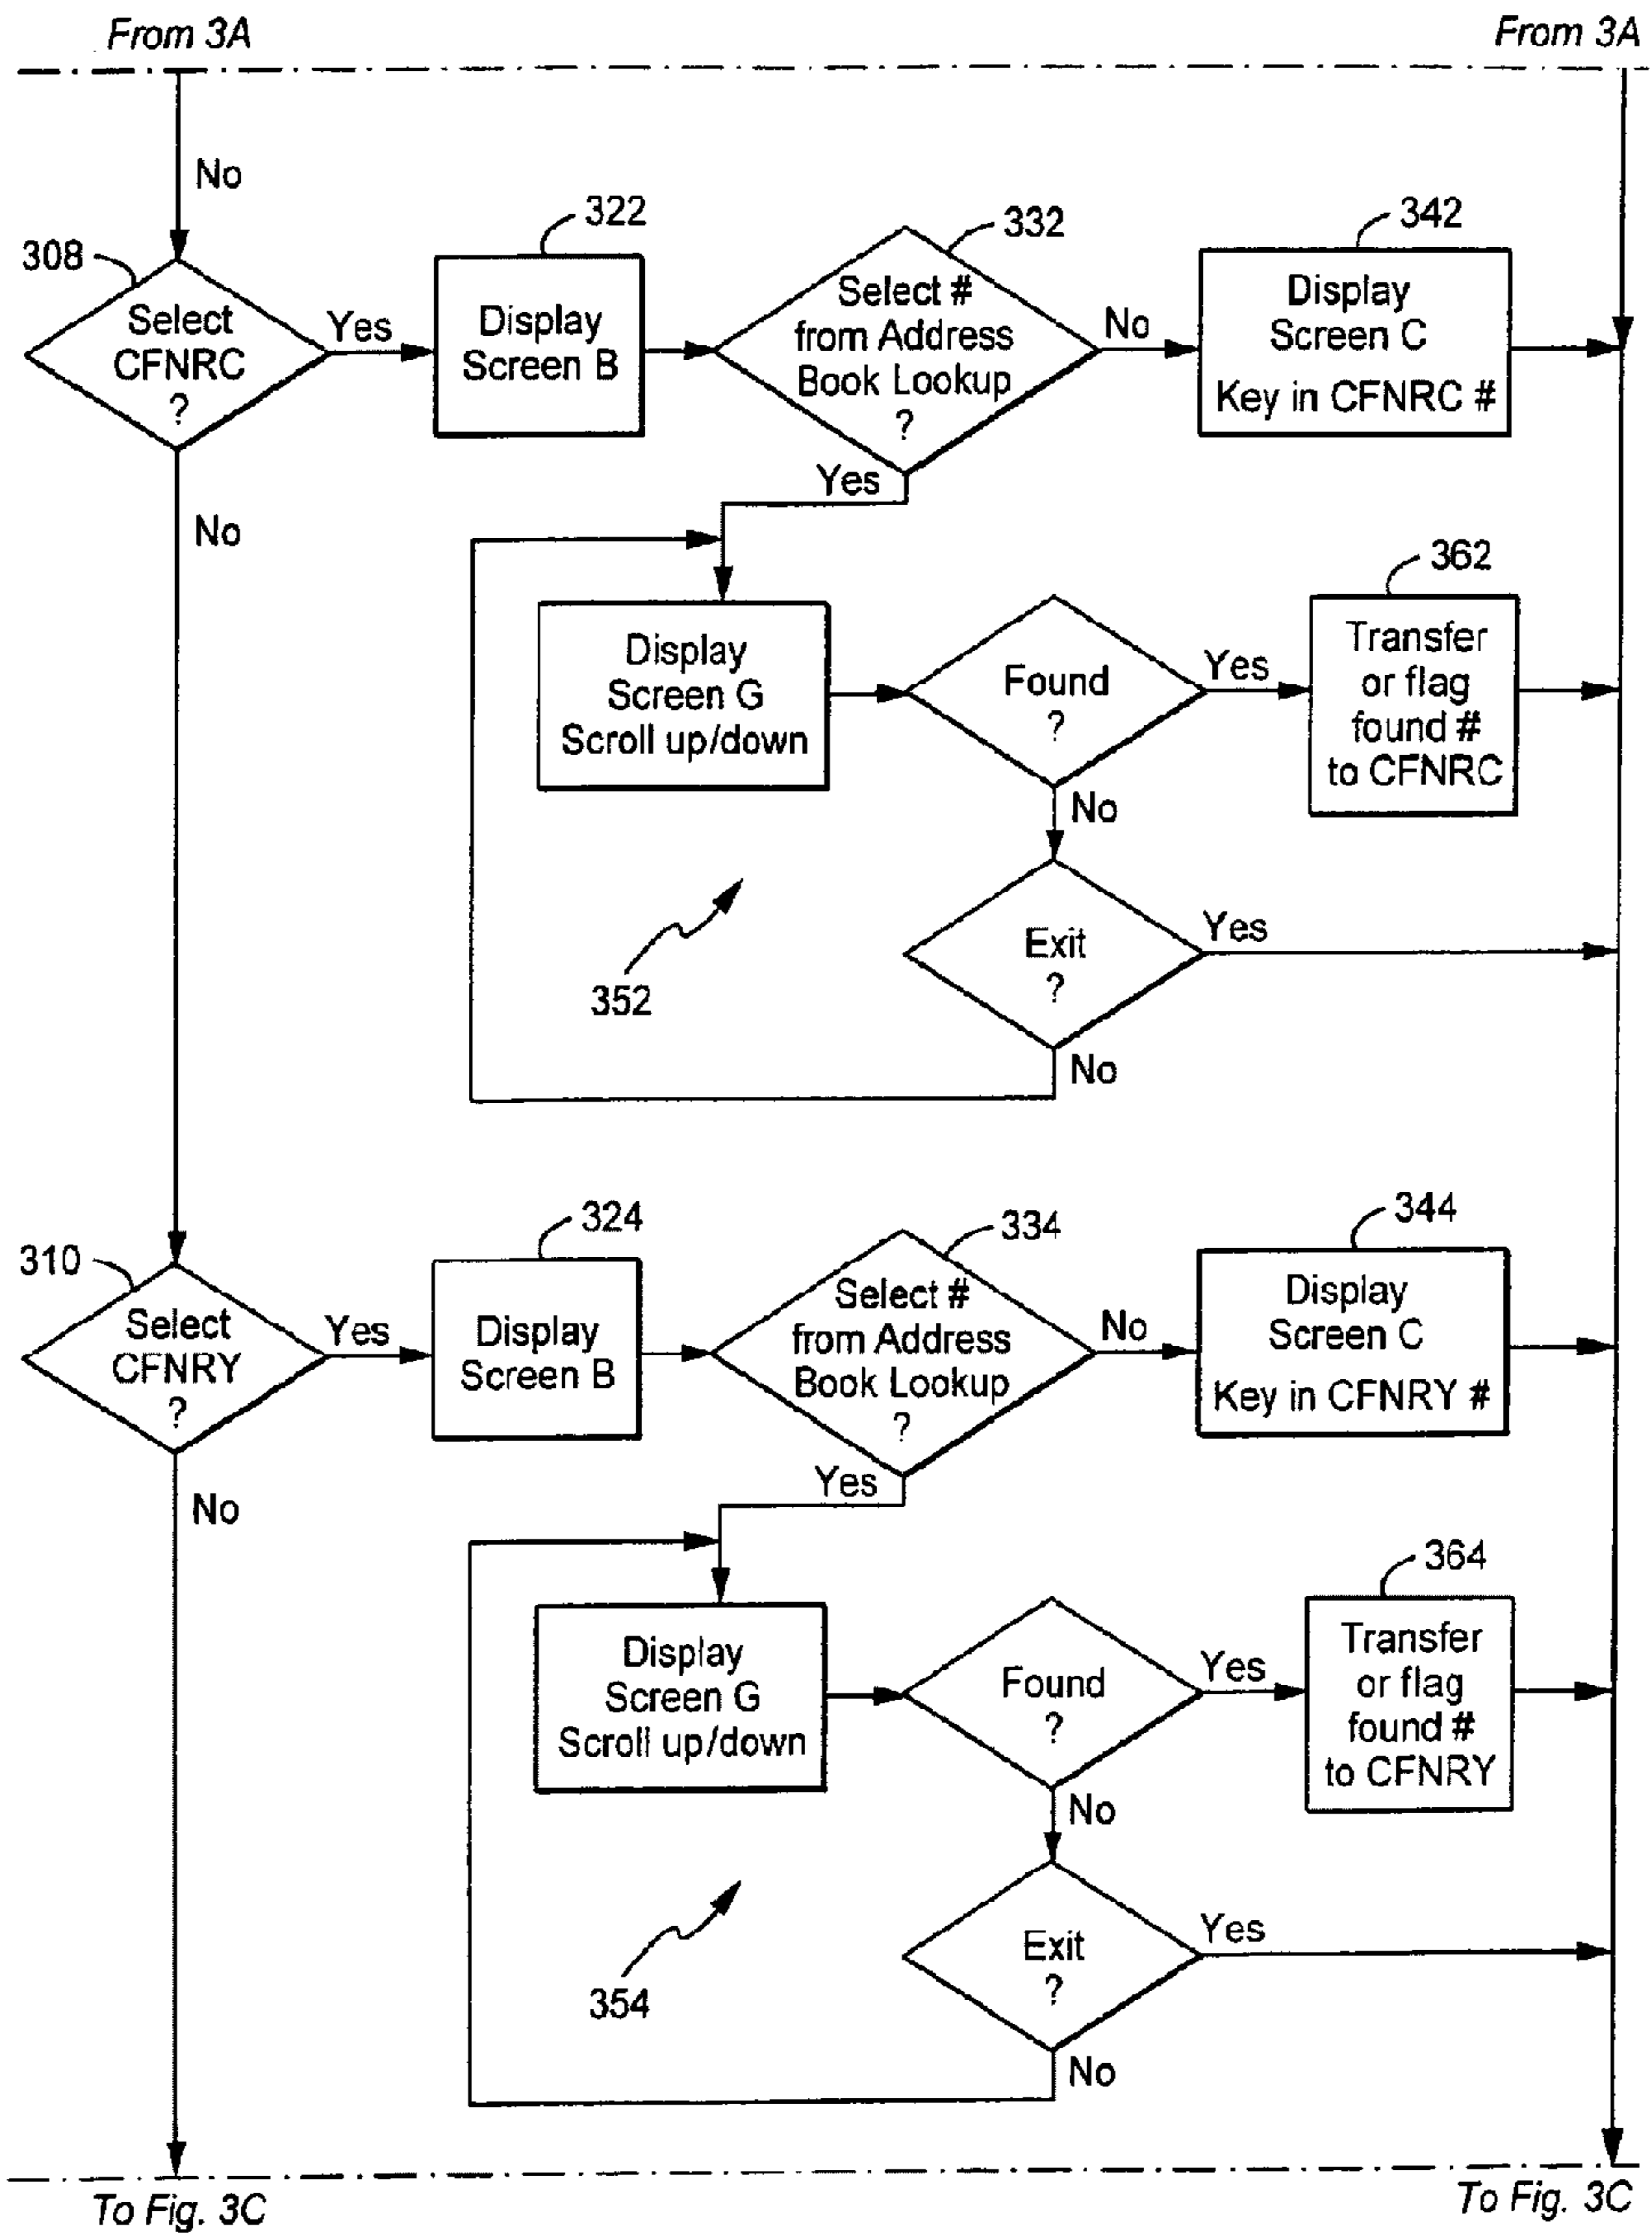 From 3A
From 3A
No
308
Select
CFNRC
?
Yes
322
Display
Screen B
332
Select #
from Address
Book Lookup
?
No
342
Display
Screen C
Key in CFNRC #
Yes
No
Display
Screen G
Scroll up/down
Found
?
Yes
362
Transfer
or flag
found #
to CFNRC
No
352
Exit
?
Yes
No
310
Select
CFNRY
?
Yes
324
Display
Screen B
334
Select #
from Address
Book Lookup
?
No
344
Display
Screen C
Key in CFNRY #
Yes
No
Display
Screen G
Scroll up/down
Found
?
Yes
364
Transfer
or flag
found #
to CFNRY
No
354
Exit
?
Yes
No
To Fig. 3C
To Fig. 3C